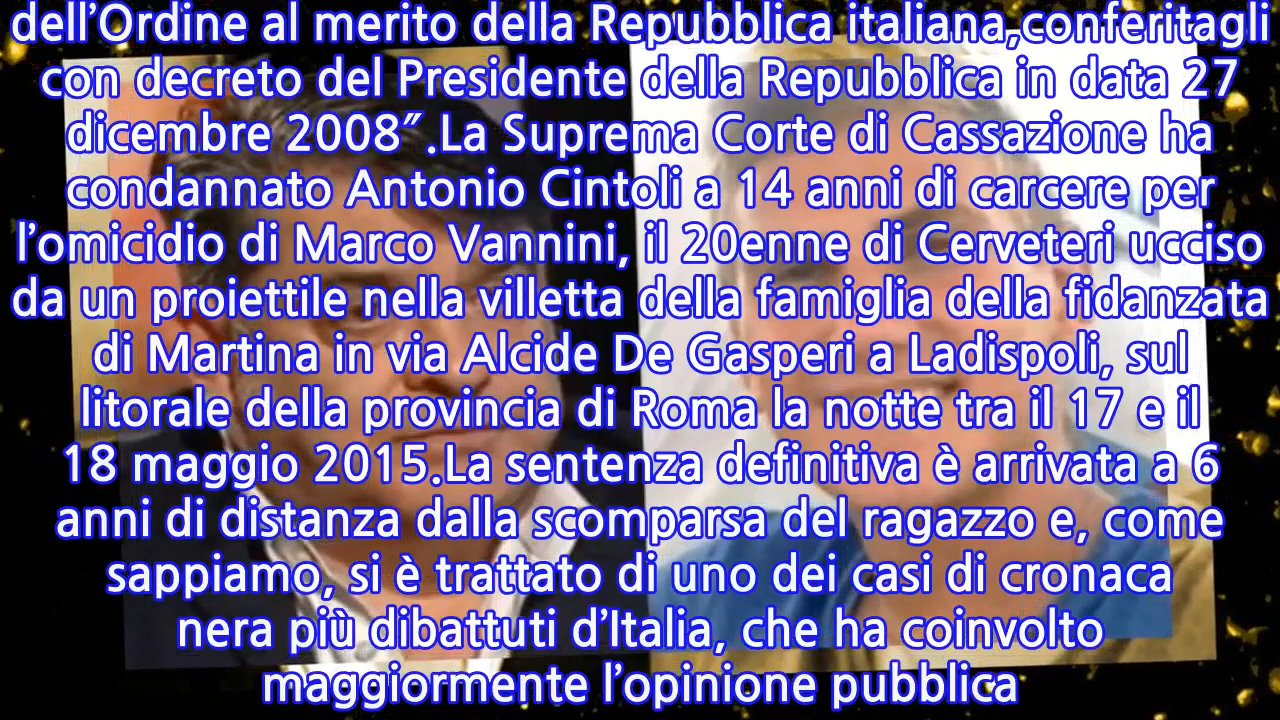 dell’Ordine al merito della Repubblica italiana,conferitagli
con decreto del Presidente della Repubblica in data 27
dicembre 2008″.La Suprema Corte di Cassazione ha
condannato Antonio Cintoli a 14 anni di carcere per
l’omicidio di Marco Vannini, il 20enne di Cerveteri ucciso
da un proiettile nella villetta della famiglia della fidanzata
di Martina in via Alcide De Gasperi a Ladispoli, sul
litorale della provincia di Roma la notte tra il 17 e il
18 maggio 2015.La sentenza definitiva è arrivata a 6
anni di distanza dalla scomparsa del ragazzo e, come
sappiamo, si è trattato di uno dei casi di cronaca
nera più dibattuti d’Italia, che ha coinvolto
maggiormente l’opinione pubblica